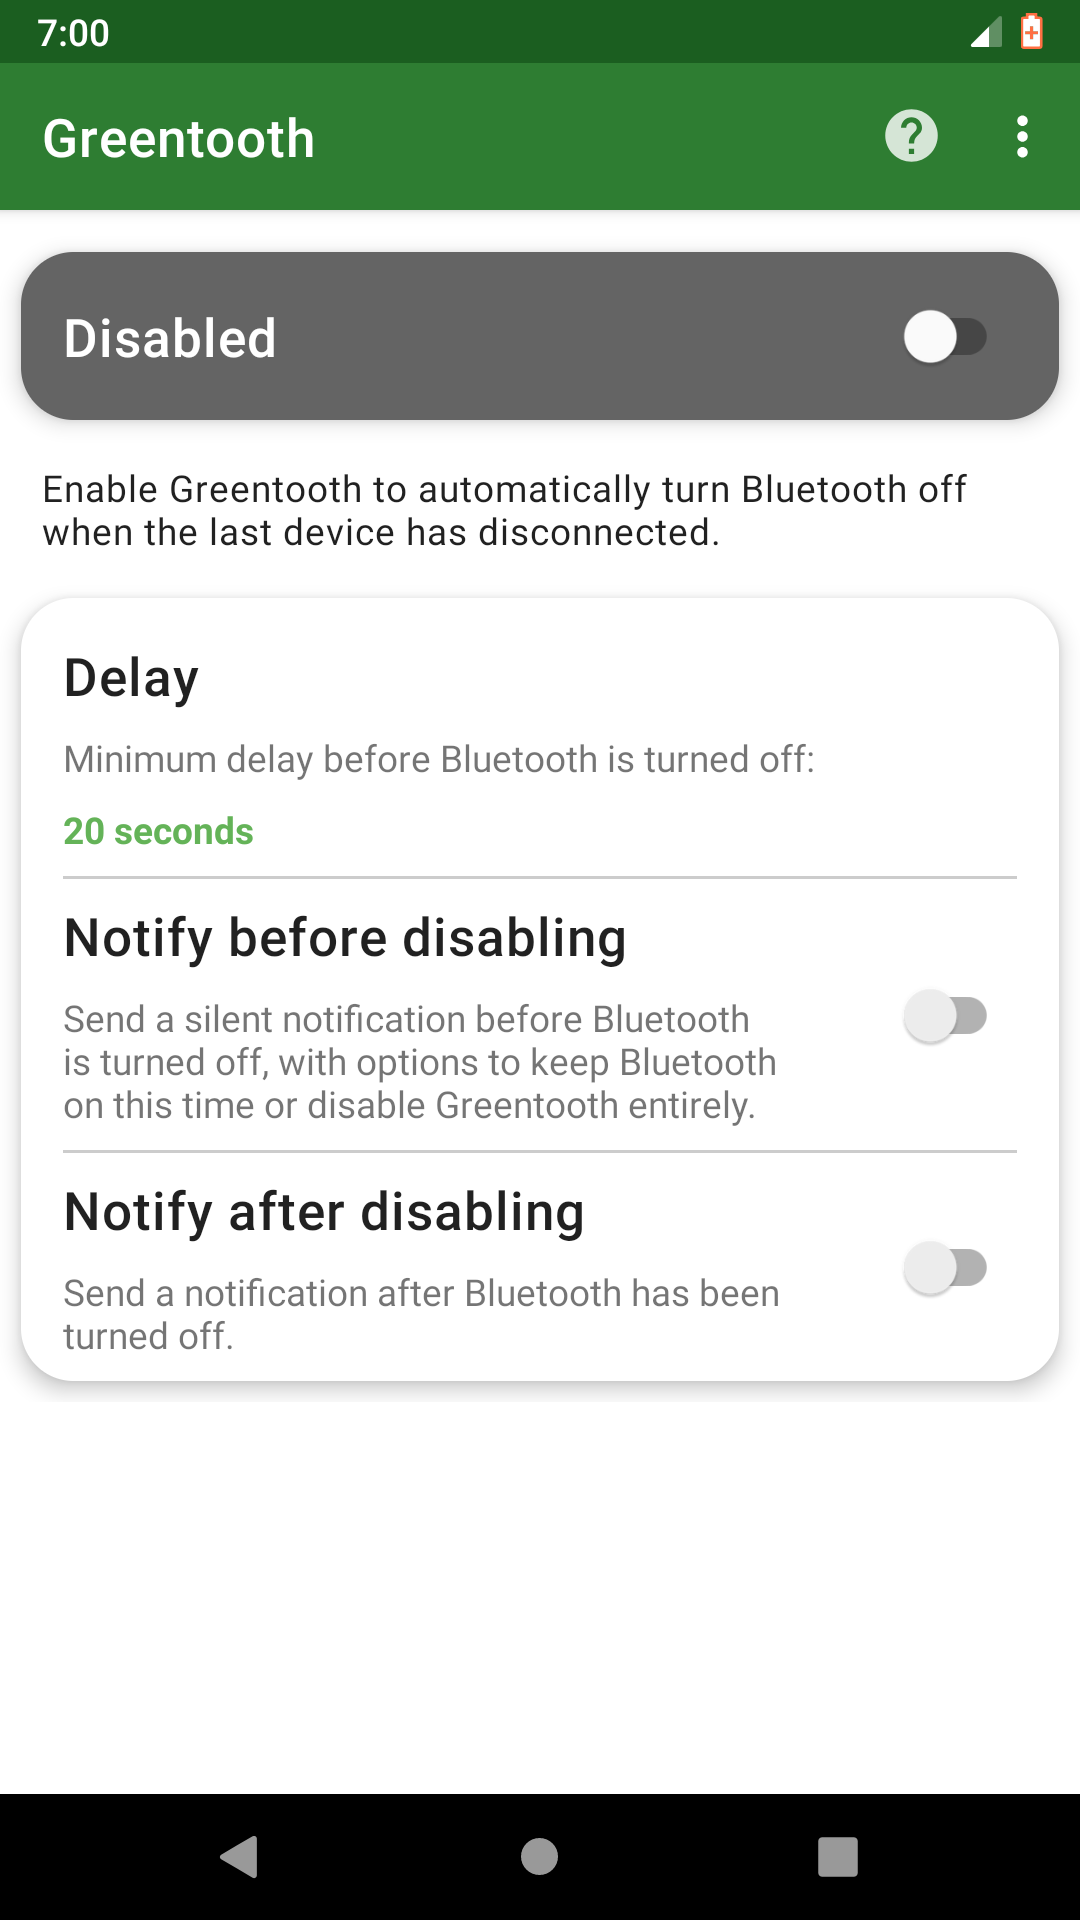 7:00
Greentooth
Disabled
Enable Greentooth to automatically turn Bluetooth off
when the last device has disconnected.
Delay
Minimum delay before Bluetooth is turned off:
20 seconds
Notify before disabling
Send a silent notification before Bluetooth
is turned off, with options to keep Bluetooth
on this time or disable Greentooth entirely.
Notify after disabling
Send a notification after Bluetooth has been
turned off.